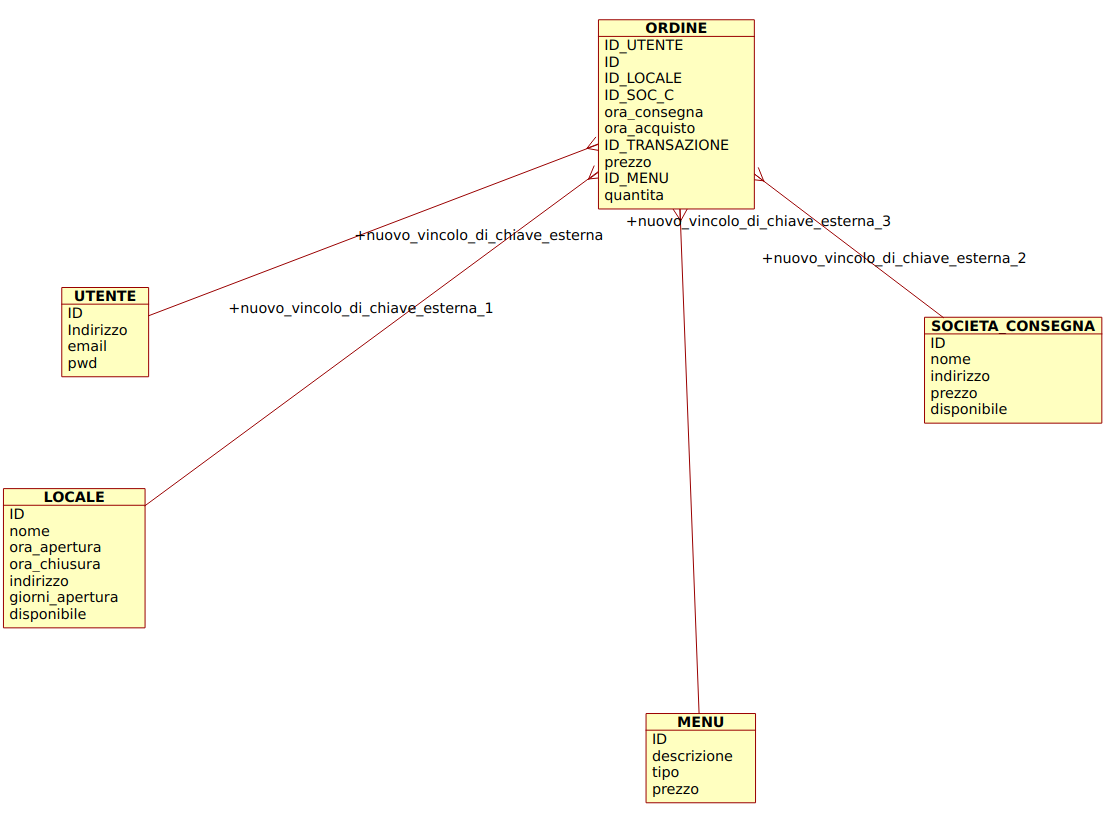 ORDINE
ID_UTENTE
ID
ID_LOCALE
ID_SOC_C
ora_consegna
ora_acquisto
ID_TRANSAZIONE
prezzo
ID_MENU
quantita
+nuovo_vincolo_di_chiave_esterna_3
+nuovo_vincolo_di_chiave_esterna
+nuovo_vincolo_di_chiave_esterna_2
+nuovo_vincolo_di_chiave_esterna_1
UTENTE
ID
Indirizzo
email
pwd
SOCIETA_CONSEGNA
ID
nome
indirizzo
prezzo
disponibile
LOCALE
ID
nome
ora_apertura
ora_chiusura
indirizzo
giorni_apertura
disponibile
MENU
ID
descrizione
tipo
prezzo